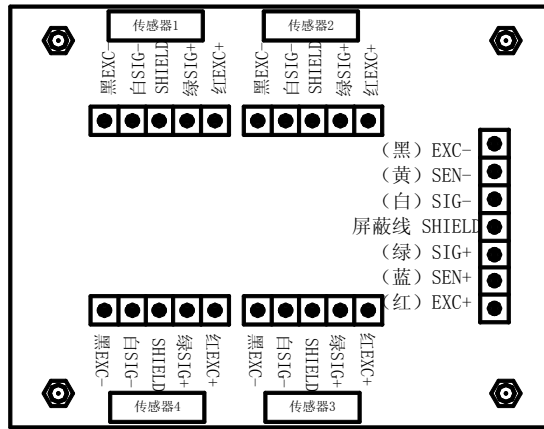 传感器1
传感器2
黑EXC-
白SIG-
SHIELD
绿SIG+
红EXC+
黑EXC-
白SIG-
SHIELD
绿SIG+
红EXC+
（黑）EXC-
（黄）SEN-
（白）SIG-
屏蔽线 SHIELD
（绿）SIG+
（蓝）SEN+
（红）EXC+
黑EXC-
白SIG-
SHIELD
绿SIG+
红EXC+
黑EXC-
白SIG-
SHIELD
绿SIG+
红EXC+
传感器4
传感器3